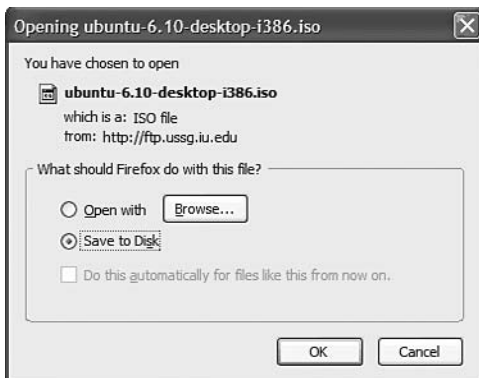 Opening ubuntu-6.10-desktop-i386.iso
You have chosen to open
ubuntu-6.10-desktop-i386.iso
which is a: ISO file
from: http://ftp.ussg.iu.edu
What should Firefox do with this file?
Open with Browse...
Save to Disk
Do this automatically for files like this from now on.
OK Cancel